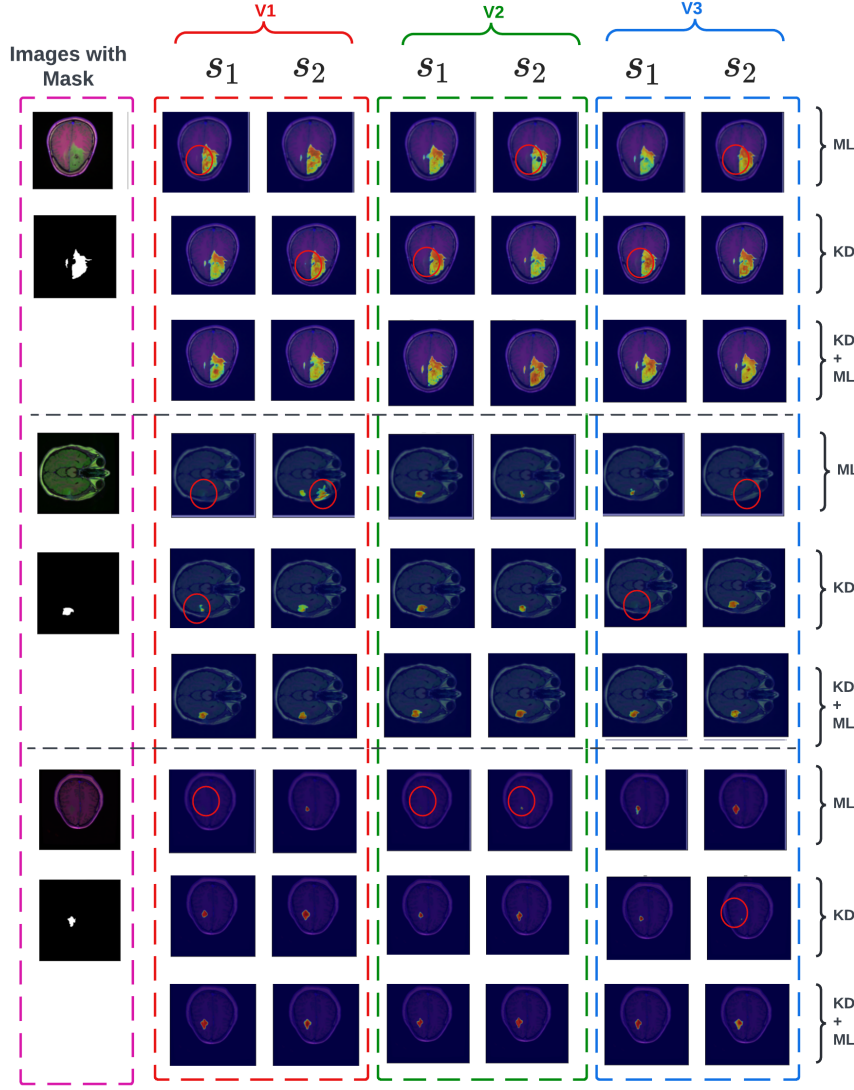 V1
V2
V3
Images with
Mask
s1
s2
s1
s2
s1
s2
ML
KD
KD
+
ML
ML
KD
KD
+
ML
ML
KD
KD
+
ML